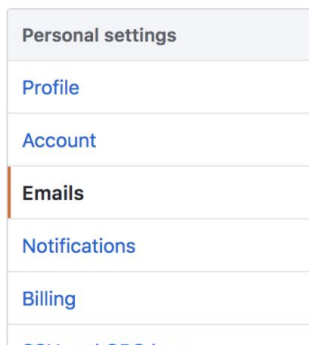 Personal settings
Profile
Account
Emails
Notifications
Billing